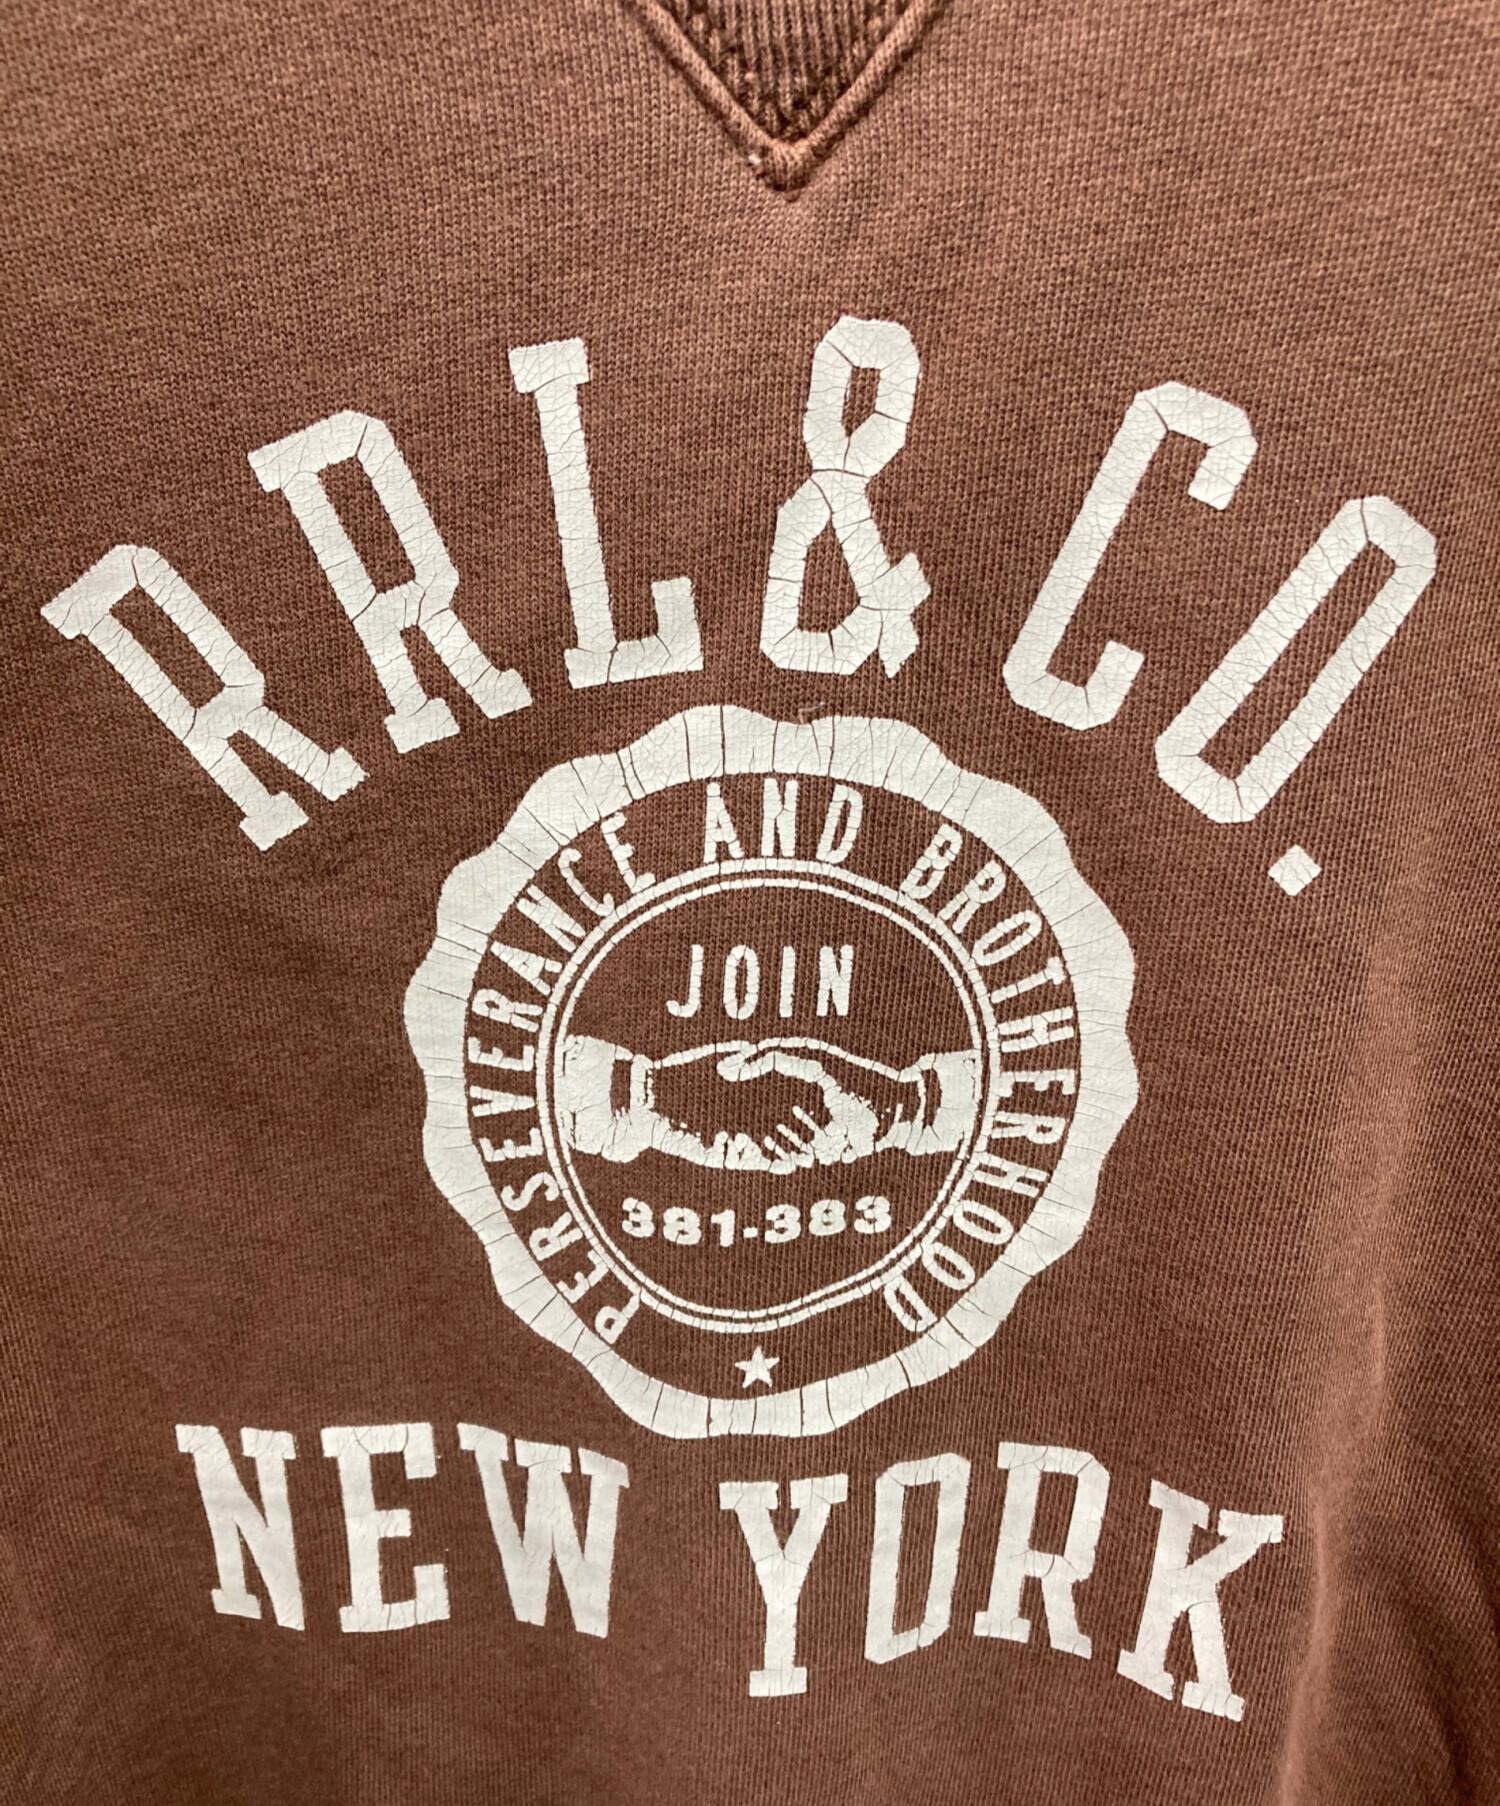 RRL&CO.
PERSEVERANCE AND BROTHERHOOD
JOIN
381-383
NEW YORK